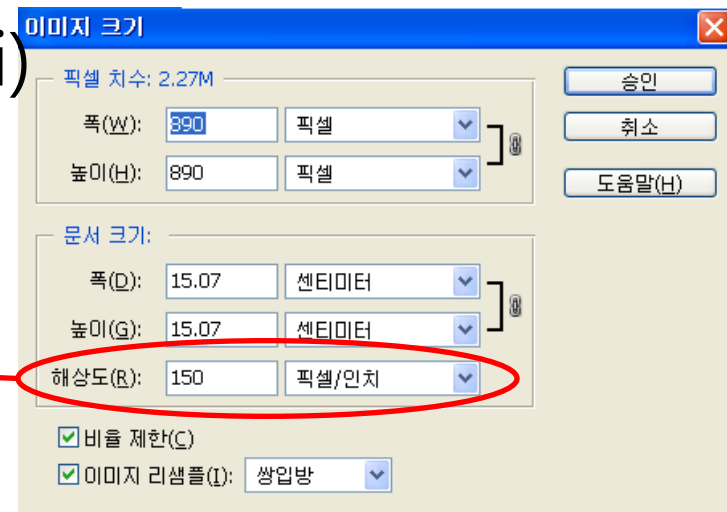 이미지 크기
i)
픽셀 치수: 2.27M
승인
폭(W): 890 픽셀
취소
높이(H): 890 픽셀
도움말(H)
문서 크기:
폭(D): 15.07 센티미터
높이(G): 15.07 센티미터
해상도(R): 150 픽셀/인치
비율 제한(C)
이미지 리샘플(I): 쌍입방